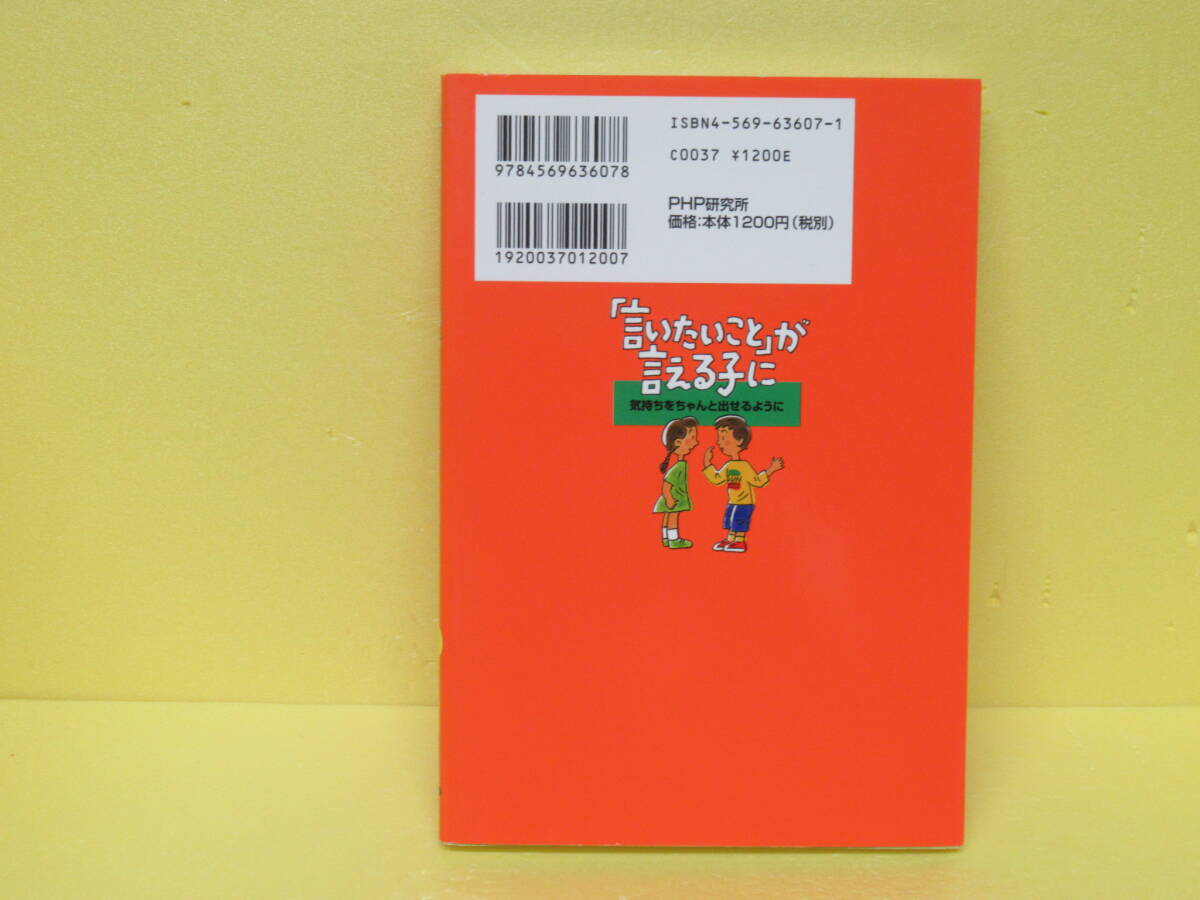 ISBN4-569-63607-1
9784569636078
C0037 ¥1200E
PHP研究所
価格:本体1200円(税別)
1920037012007
「言いたいこと」が
言える子に
気持ちをちゃんと出せるように